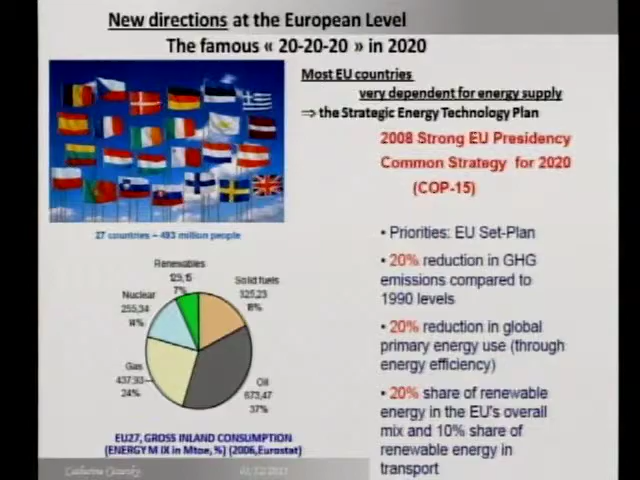 New directions at the European Level
The famous « 20-20-20 » in 2020
Most EU countries
very dependent for energy supply
⇒ the Strategic Energy Technology Plan
2008 Strong EU Presidency
Common Strategy for 2020
(COP-15)
27 countries – 493 million people
• Priorities: EU Set-Plan
• 20% reduction in GHG
emissions compared to
1990 levels
• 20% reduction in global
primary energy use (through
energy efficiency)
• 20% share of renewable
energy in the EU's overall
mix and 10% share of
renewable energy in
transport
Renewables
7%
Solid fuels
325,23
18%
Nuclear
255,34
14%
Gas
437,93
24%
Oil
673,47
37%
EU27, GROSS INLAND CONSUMPTION
(ENERGY MIX in Mtoe, %) (2006, Eurostat)